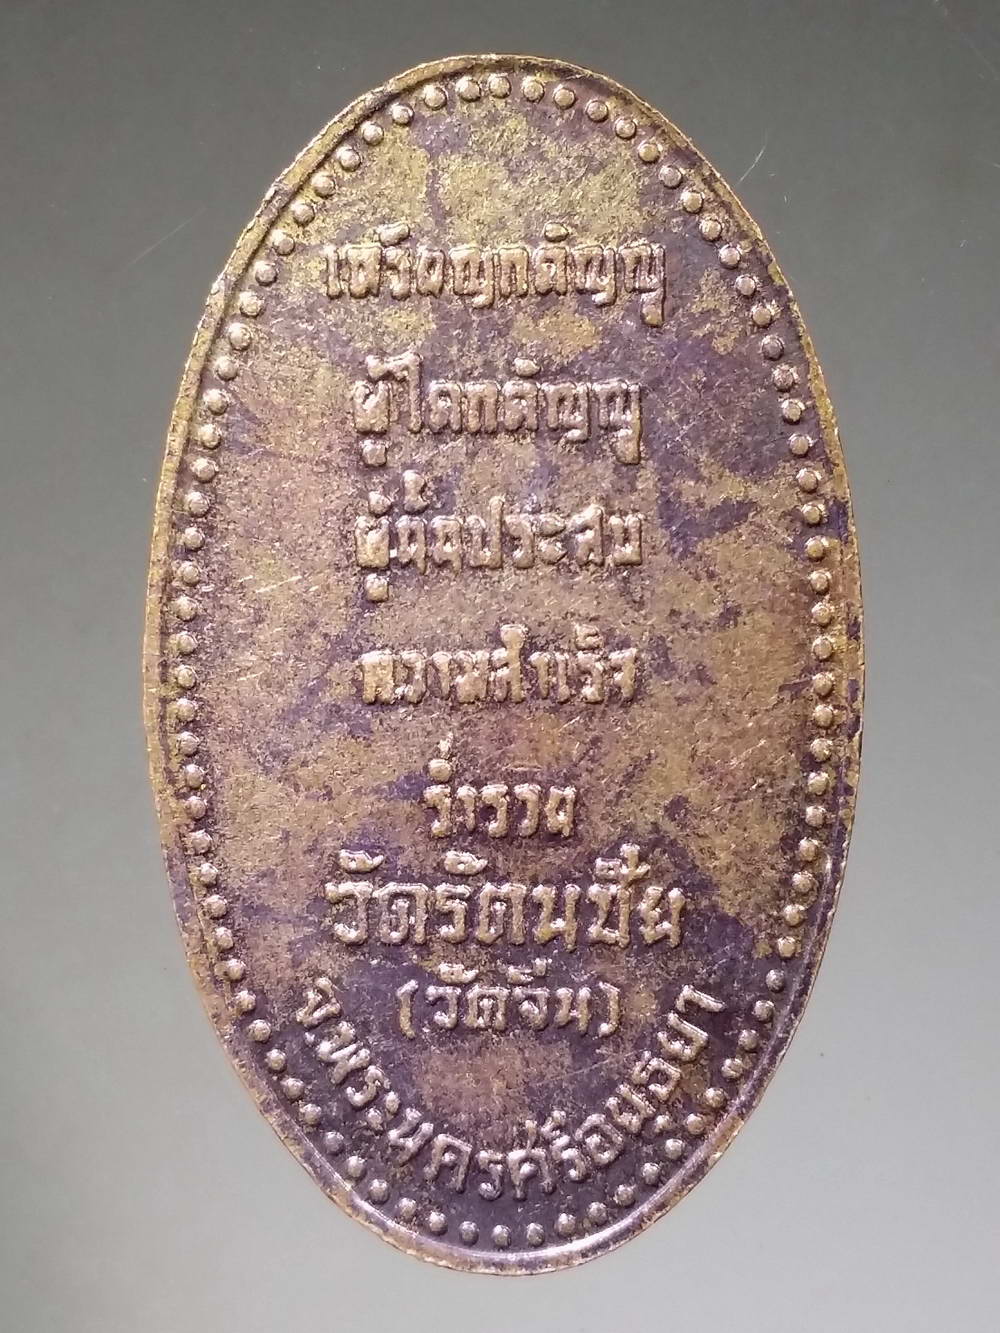 เหรียญกตัญญู
ผู้ใดกตัญญู
ผู้นั้นประสบ
ความสำเร็จ
ร่ำรวย
วัดรัตนชัย
(วัดจีน)
จ.พระนครศรีอยุธยา